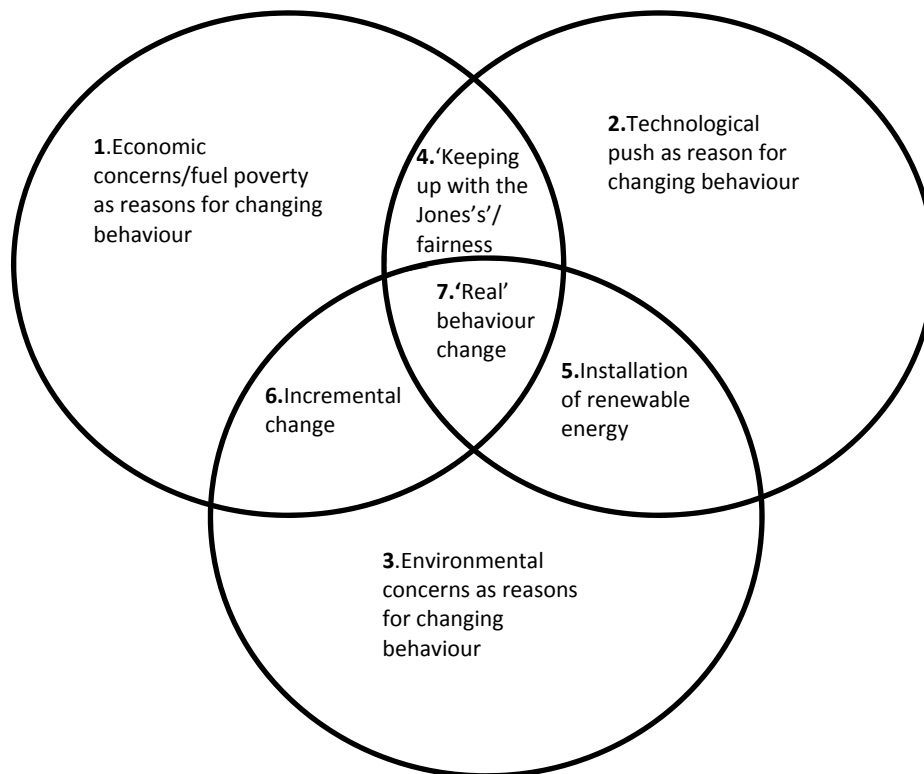 1.Economic
concerns/fuel poverty
as reasons for changing
behaviour
2.Technological
push as reason for
changing behaviour
4.‘Keeping
up with the
Jones’s’/
fairness
7.‘Real’
behaviour
change
5.Installation
of renewable
energy
6.Incremental
change
3.Environmental
concerns as reasons
for changing
behaviour